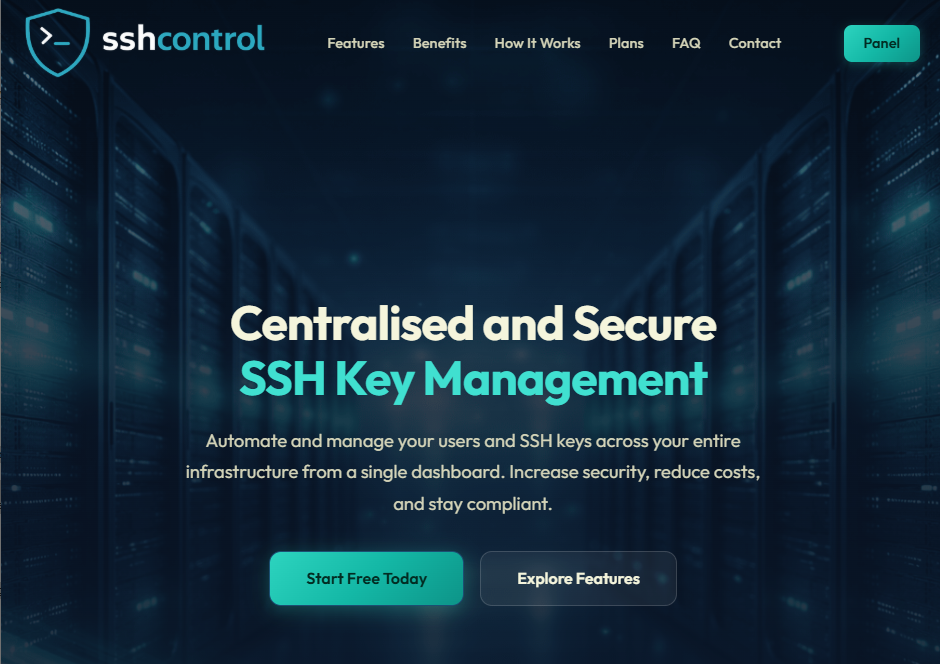 sshcontrol
Features
Benefits
How It Works
Plans
FAQ
Contact
Panel
Centralised and Secure
SSH Key Management
Automate and manage your users and SSH keys across your entire
infrastructure from a single dashboard. Increase security, reduce costs,
and stay compliant.
Start Free Today
Explore Features